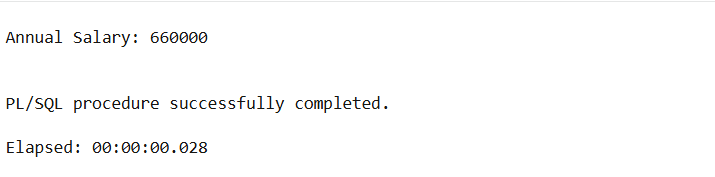 Annual Salary: 660000
PL/SQL procedure successfully completed.
Elapsed: 00:00:00.028